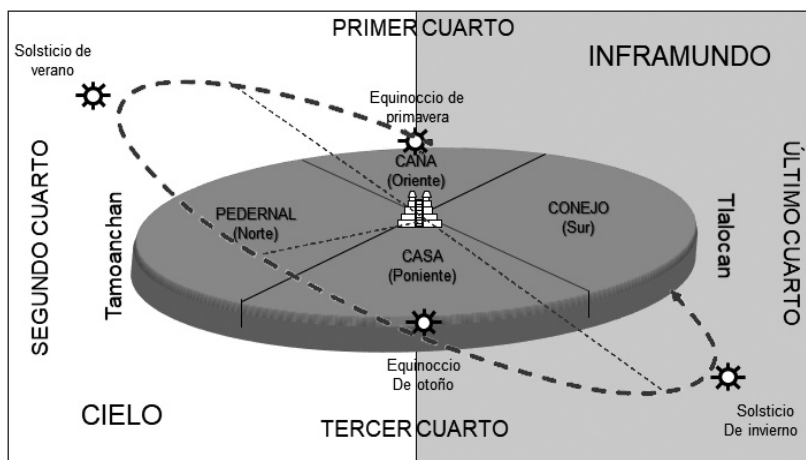 PRIMER CUARTO
Solsticio de
verano
INFRAMUNDO
Equinoccio de
primavera
CAÑA
(Oriente)
PEDERNAL
(Norte)
CONEJO
(Sur)
CASA
(Poniente)
SEGUNDO CUARTO
Tamoanchan
Tlalocan
ÚLTIMO CUARTO
Equinoccio
De otoño
CIELO
TERCER CUARTO
Solsticio
De invierno